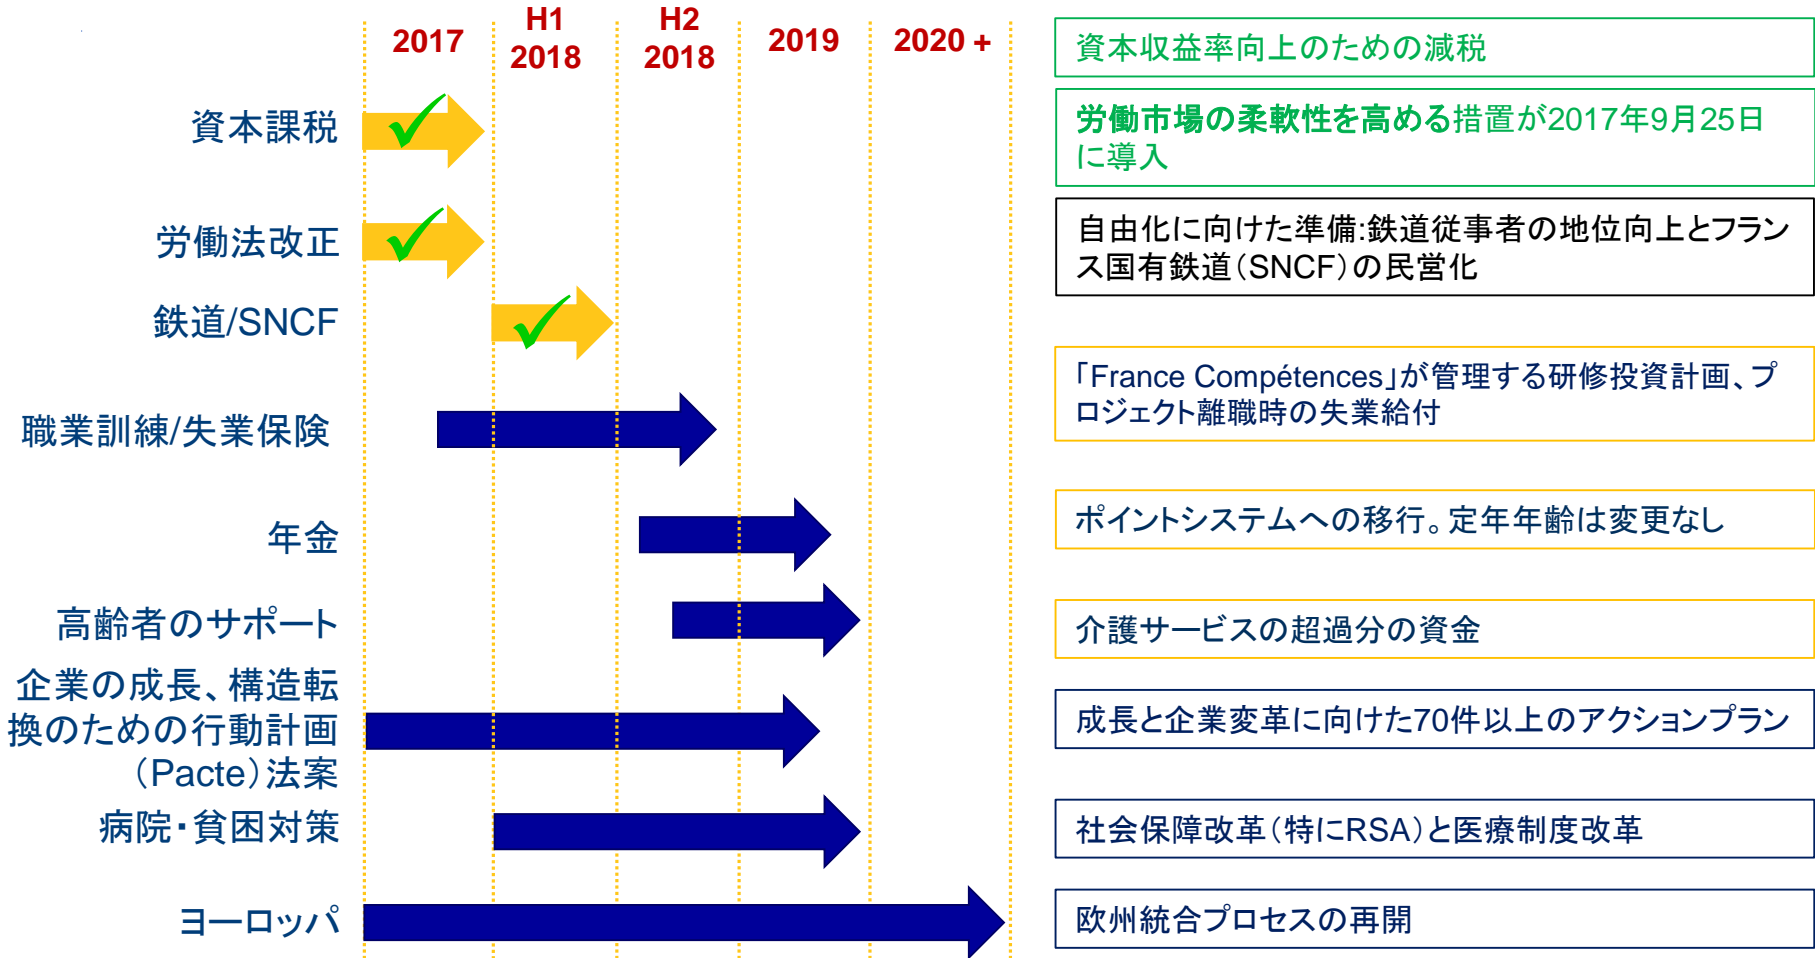 2017
H1
2018
H2
2018
2019
2020 +
資本課税
労働法改正
鉄道/SNCF
職業訓練/失業保険
年金
高齢者のサポート
企業の成長、構造転
換のための行動計画
（Pacte）法案
病院・貧困対策
ヨーロッパ
資本収益率向上のための減税
労働市場の柔軟性を高める措置が2017年9月25日
に導入
自由化に向けた準備:鉄道従事者の地位向上とフラン
ス国有鉄道（SNCF）の民営化
「France Compétences」が管理する研修投資計画、プ
ロジェクト離職時の失業給付
ポイントシステムへの移行。定年年齢は変更なし
介護サービスの超過分の資金
成長と企業変革に向けた70件以上のアクションプラン
社会保障改革（特にRSA）と医療制度改革
欧州統合プロセスの再開